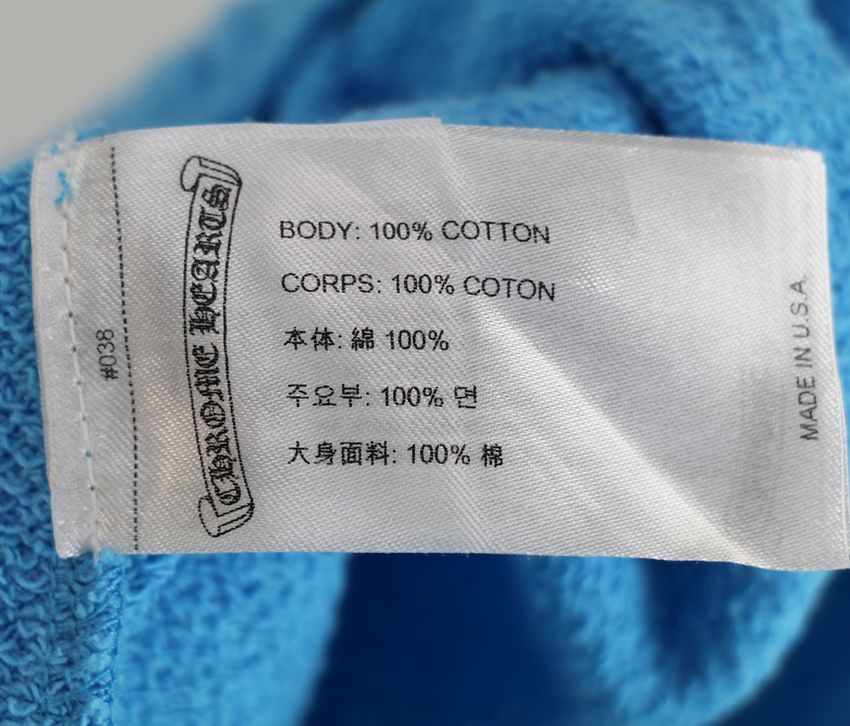 #038
CHROME HEARTS
BODY: 100% COTTON
CORPS: 100% COTON
本体: 綿 100%
주요부: 100% 면
大身面料: 100% 棉
MADE IN U.S.A.